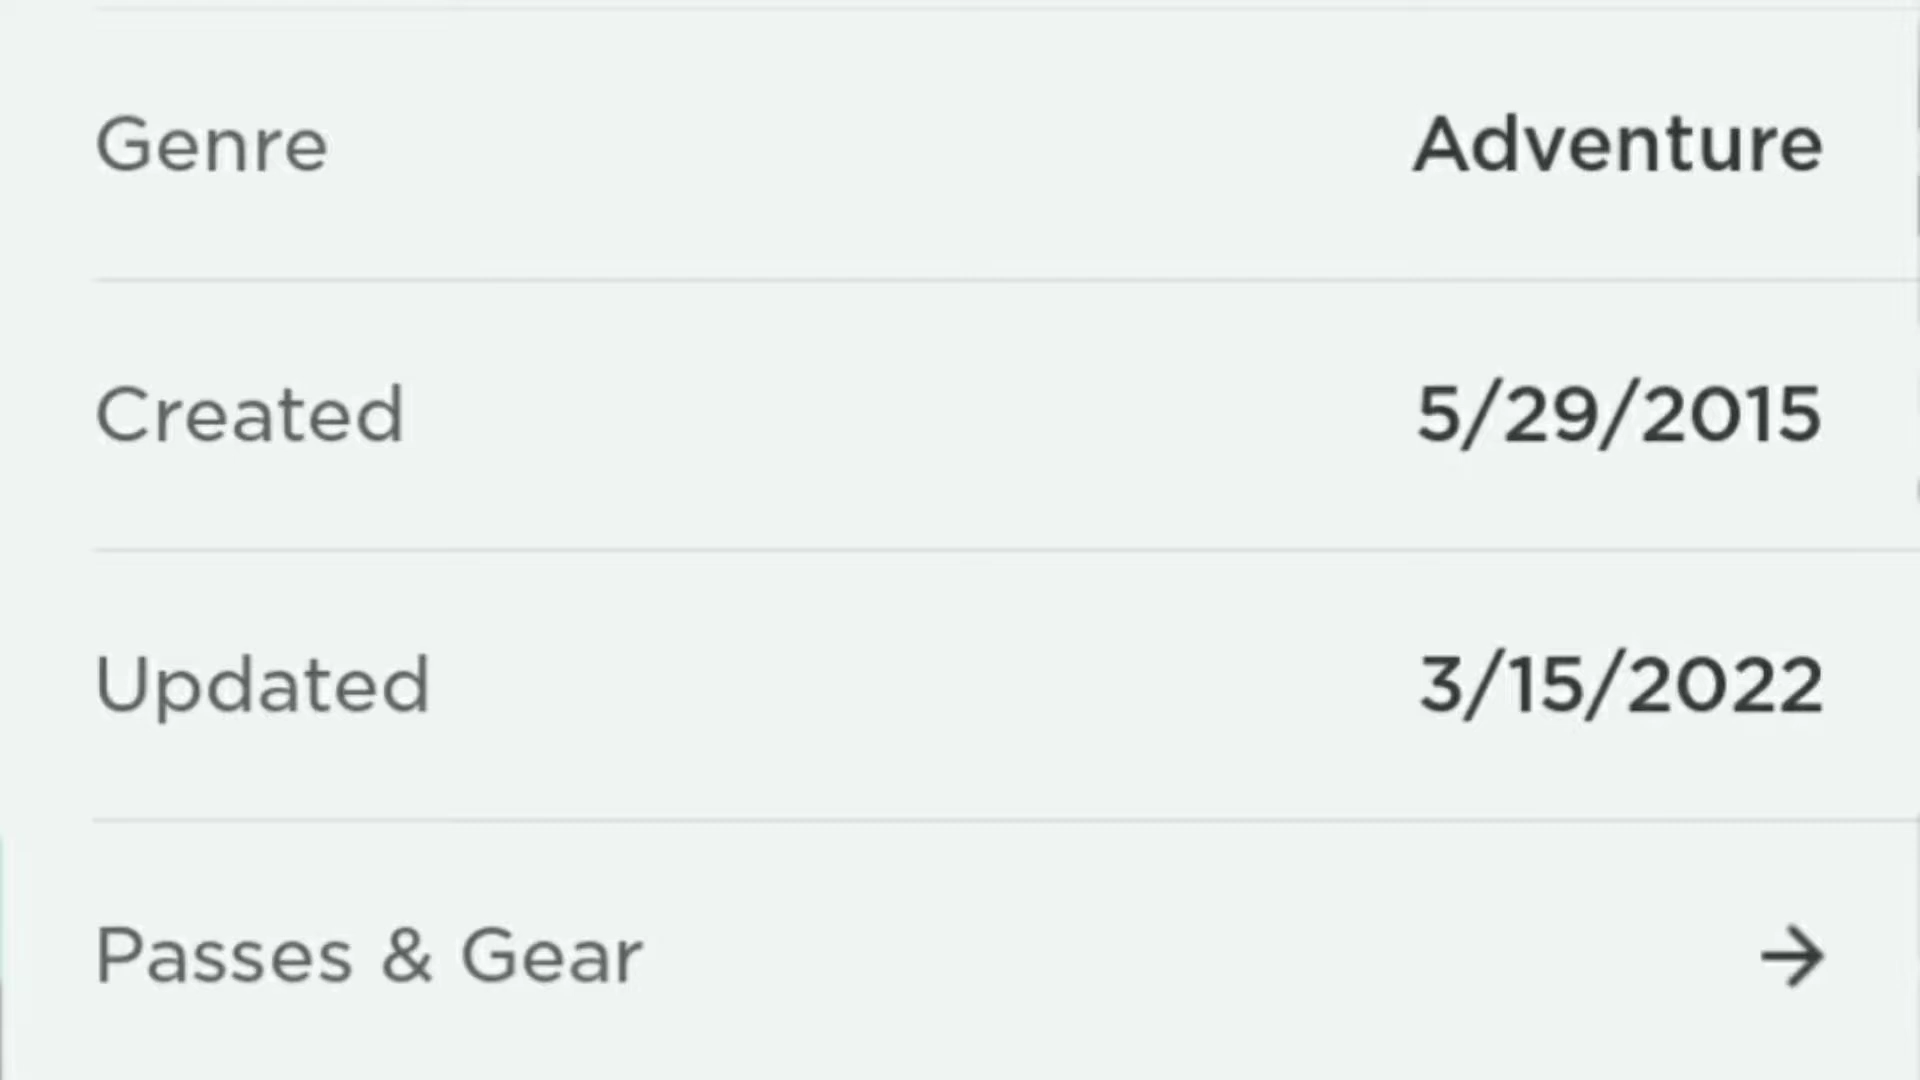 Genre Adventure
Created 5/29/2015
Updated 3/15/2022
Passes & Gear →